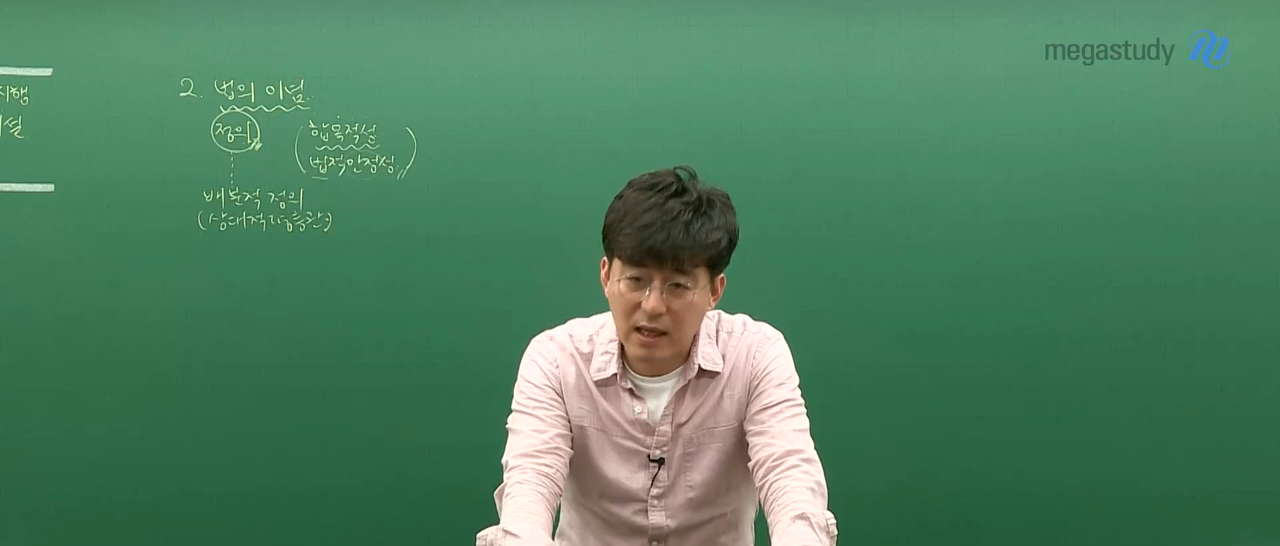 megastudy
지행
설
2. 법의 이념
정의
(합목적성
법적안정성)
배분적 정의
(상대적평등관)